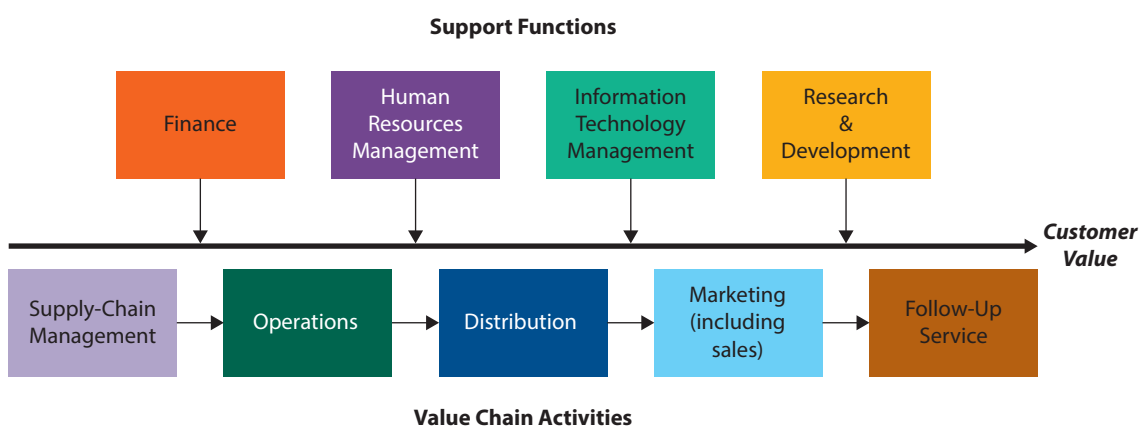 Support Functions
Finance
Human
Resources
Management
Information
Technology
Management
Research
&
Development
Customer
Value
Supply-Chain
Management
Operations
Distribution
Marketing
(including
sales)
Follow-Up
Service
Value Chain Activities